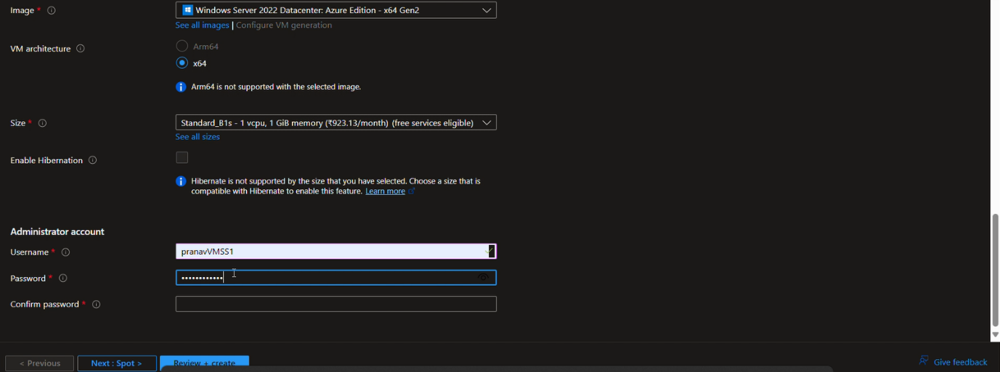 Image *
Windows Server 2022 Datacenter: Azure Edition - x64 Gen2
See all images | Configure VM generation
VM architecture
Arm64
x64
Arm64 is not supported with the selected image.
Size *
Standard_B1s - 1 vcpu, 1 GiB memory (₹923.13/month) (free services eligible)
See all sizes
Enable Hibernation
Hibernate is not supported by the size that you have selected. Choose a size that is
compatible with Hibernate to enable this feature. Learn more
Administrator account
Username *
pranavVMSS1
Password *
••••••••••••
Confirm password *
< Previous
Next : Spot >
Review + create
Give feedback